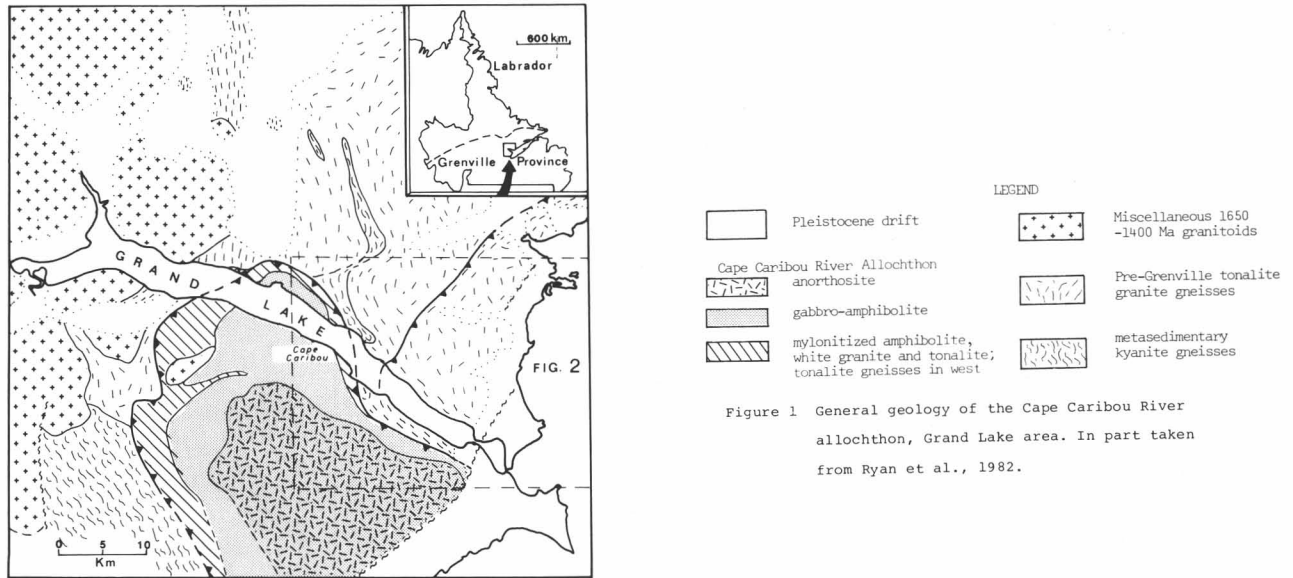 600 km
Labrador
Grenville Province
GRAND LAKE
Cape
Caribou
FIG. 2
0 5 10
Km
LEGEND
Pleistocene drift
Cape Caribou River Allochthon
anorthosite
gabbro-amphibolite
mylonitized amphibolite,
white granite and tonalite;
tonalite gneisses in west
Miscellaneous 1650
-1400 Ma granitoids
Pre-Grenville tonalite
granite gneisses
metasedimentary
kyanite gneisses
Figure 1 General geology of the Cape Caribou River
allochthon, Grand Lake area. In part taken
from Ryan et al., 1982.